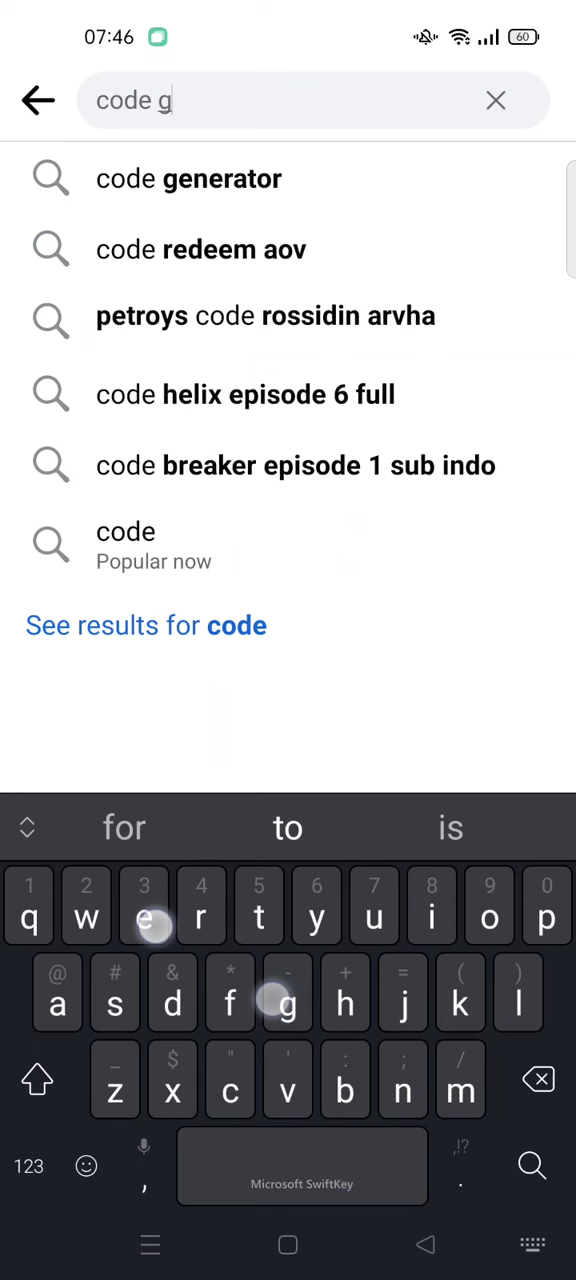 07:46 60
code g
code generator
code redeem aov
petroys code rossidin arvha
code helix episode 6 full
code breaker episode 1 sub indo
code
Popular now
See results for code
for to is
1 2 3 4 5 6 7 8 9 0
q w e r t y u i o p
@ # & * - + = ( )
a s d f g h j k l
_ $ " ' : ; /
z x c v b n m
,!?
123 , Microsoft SwiftKey .